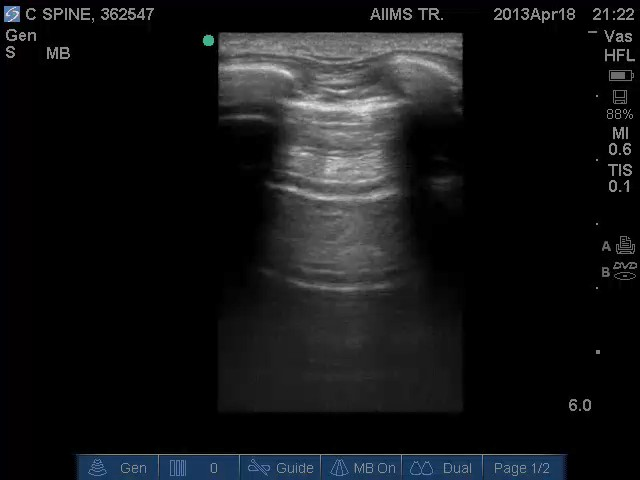 C SPINE, 362547 AIIMS TR. 2013Apr18 21:22
Gen
S MB
Vas
HFL
88%
MI
0.6
TIS
0.1
A
B DVD
6.0
Gen 0 Guide MB On Dual Page 1/2